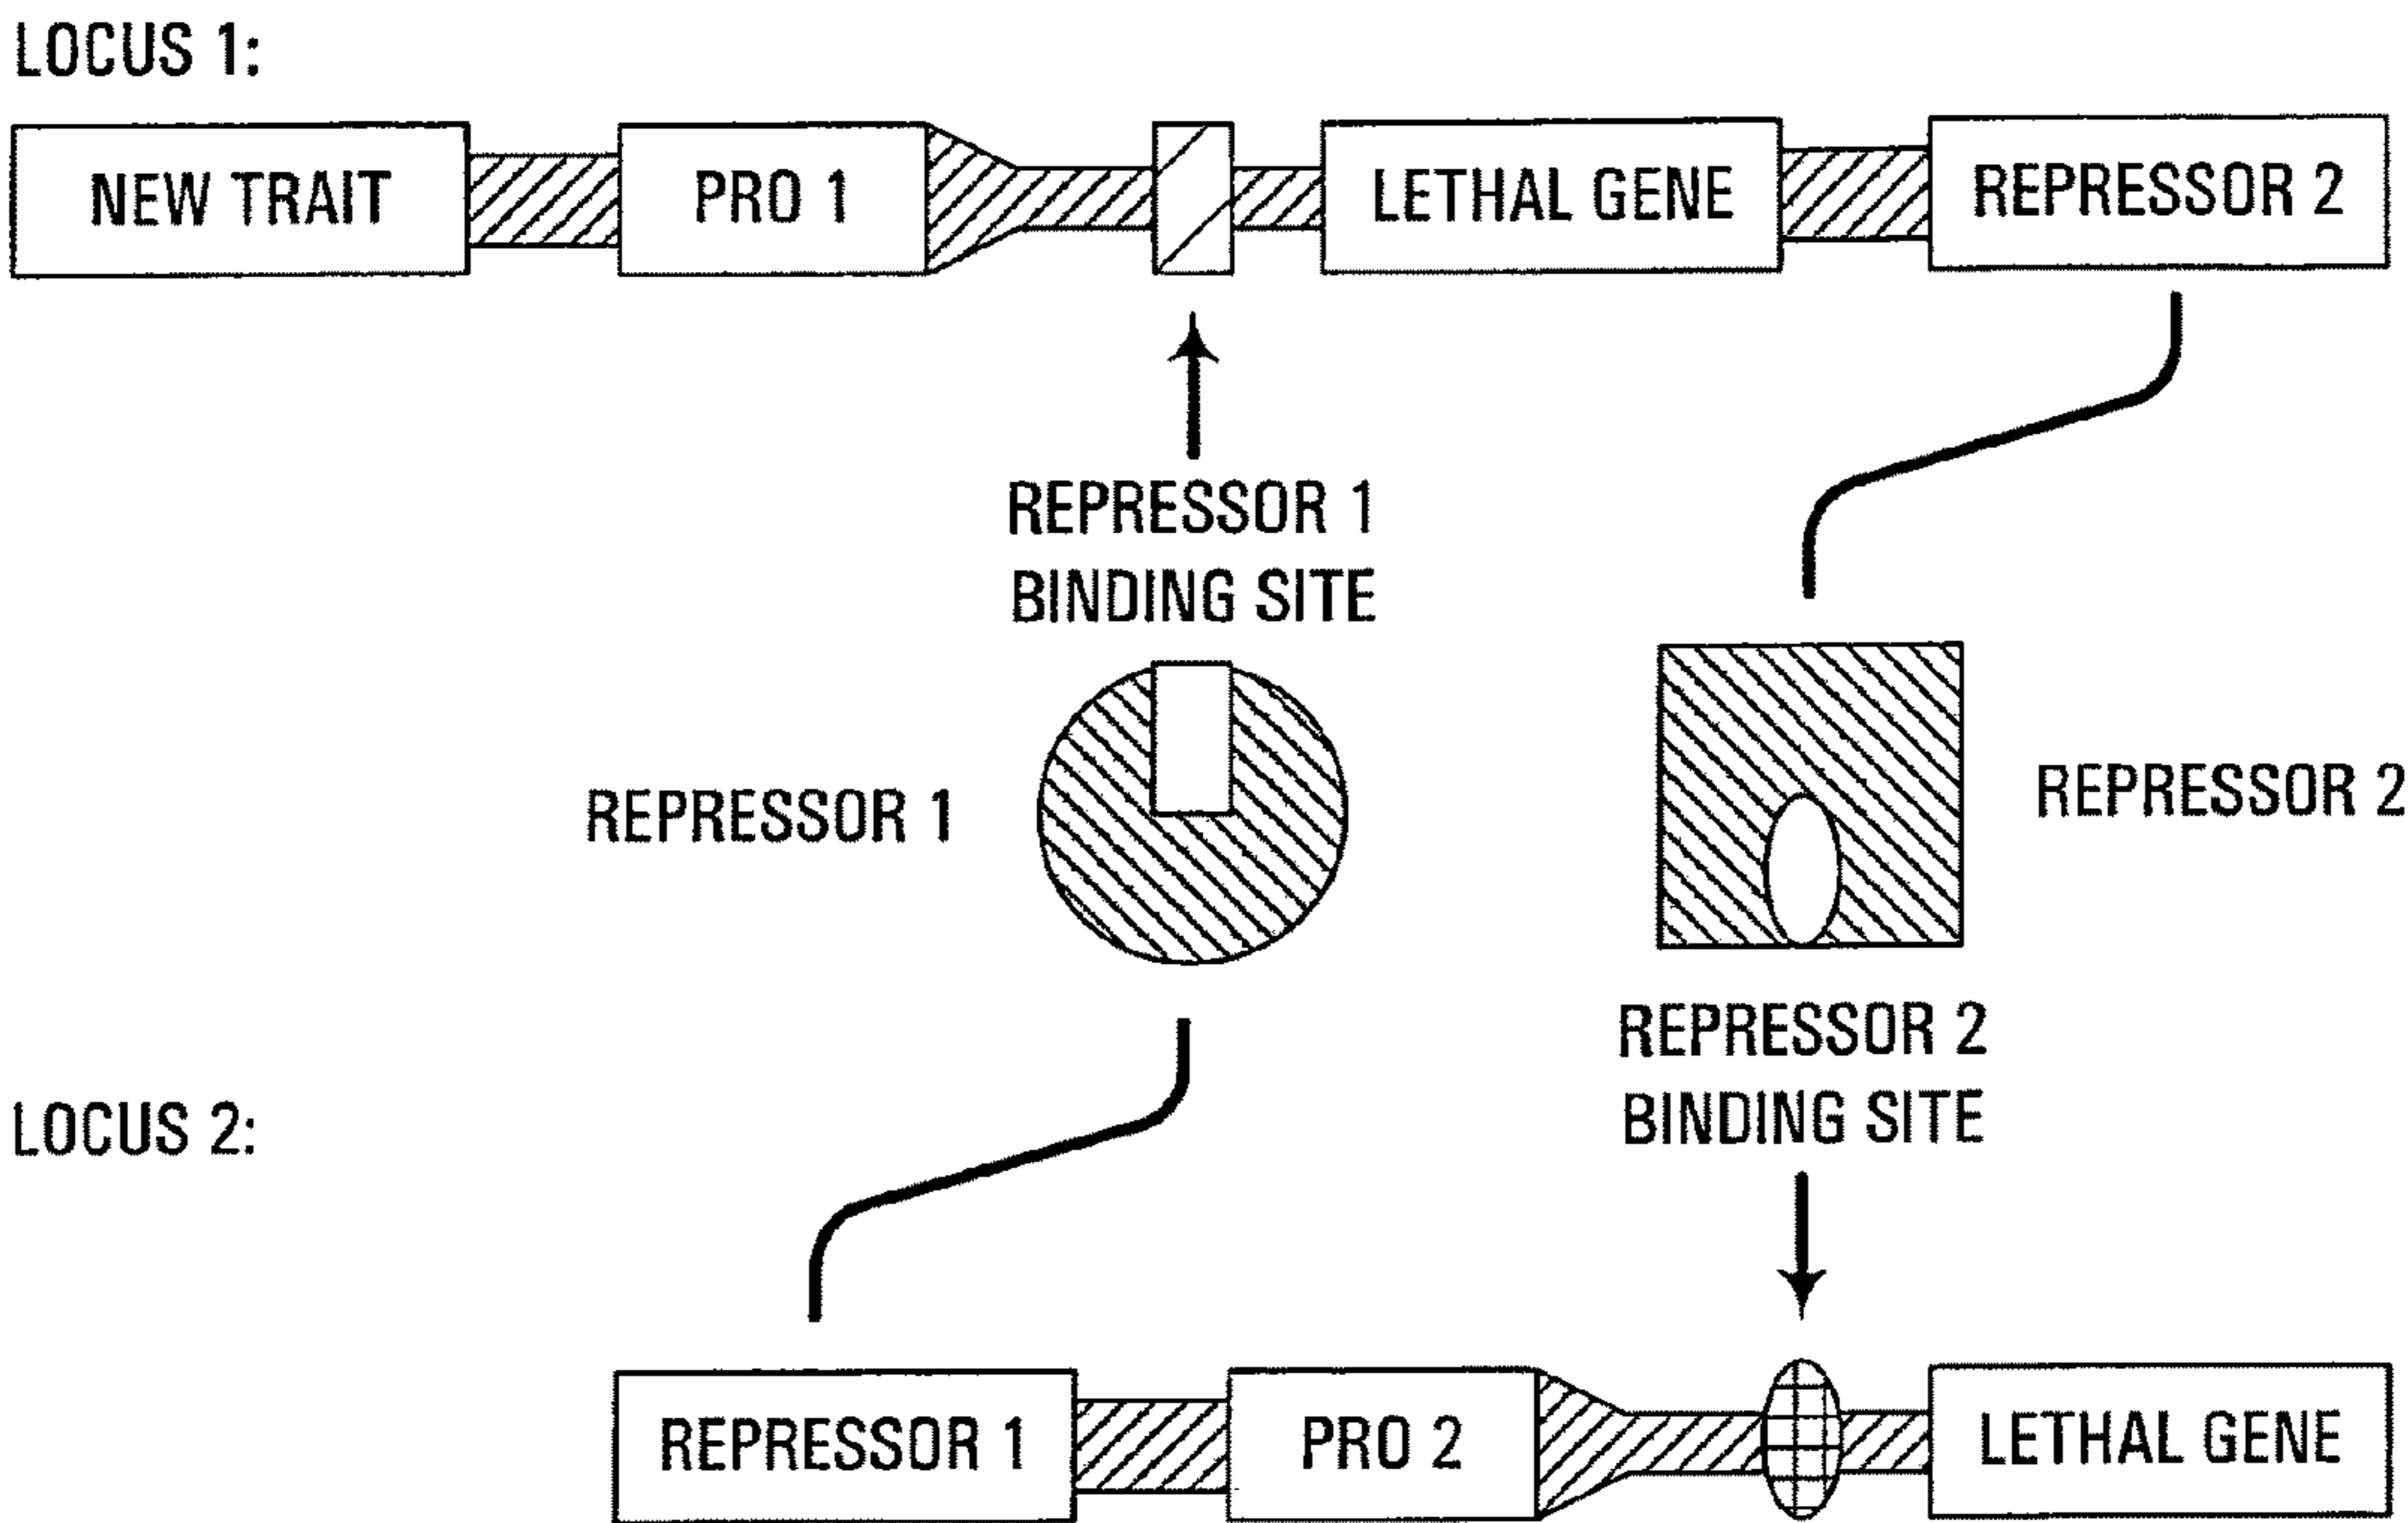 LOCUS 1:
NEW TRAIT
PRO 1
LETHAL GENE
REPRESSOR 2
REPRESSOR 1
BINDING SITE
REPRESSOR 1
REPRESSOR 2
REPRESSOR 2
BINDING SITE
LOCUS 2:
REPRESSOR 1
PRO 2
LETHAL GENE